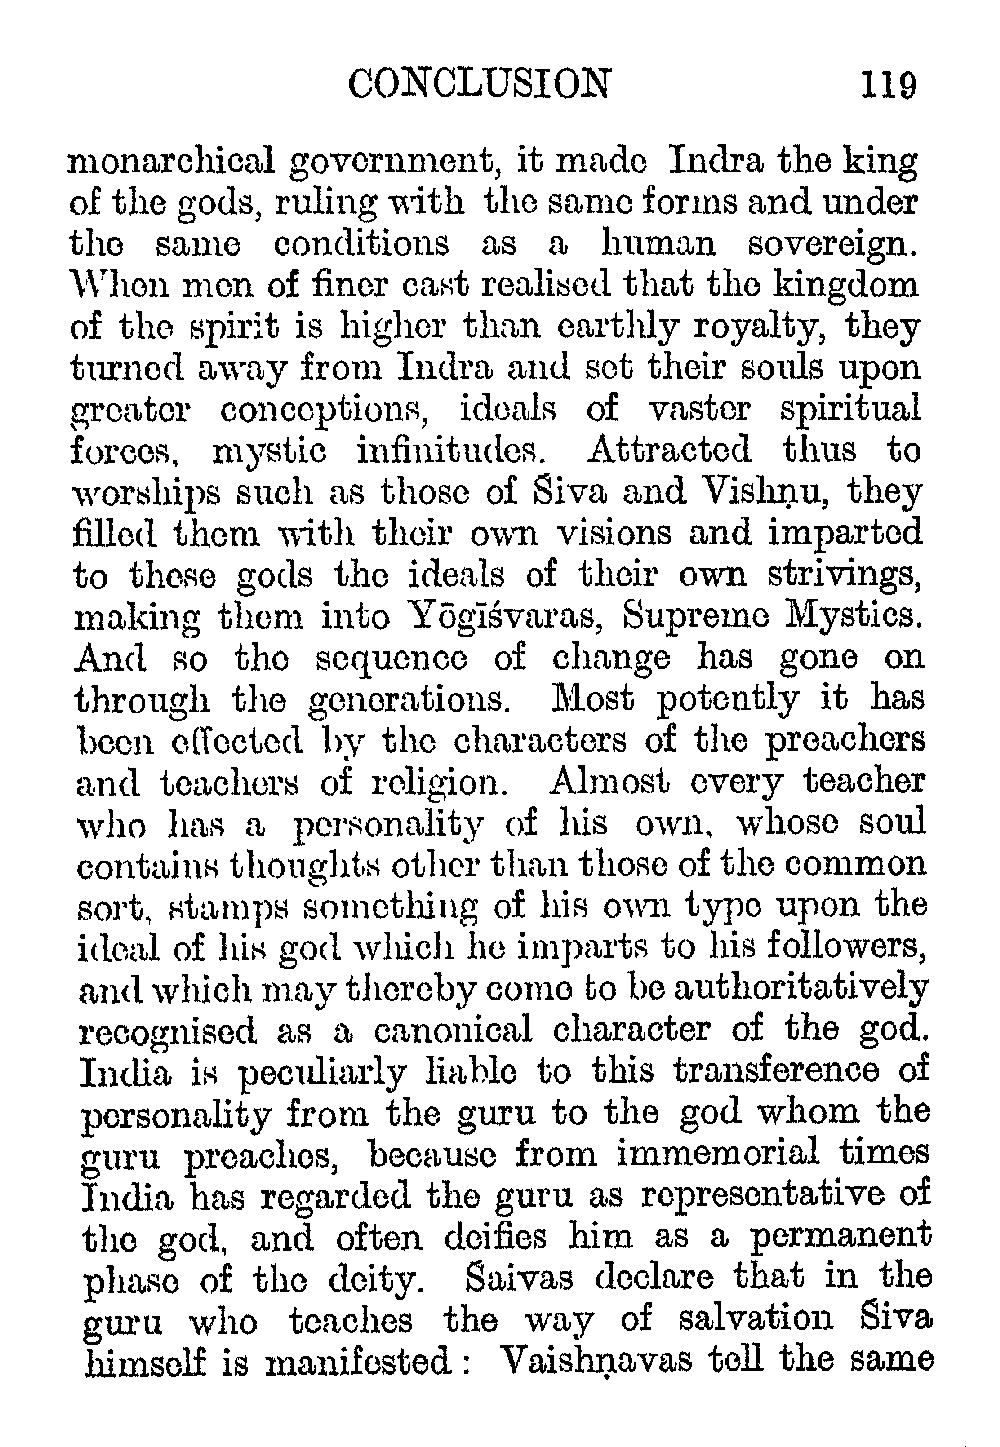 CONCLUSION 119
monarchical government, it made Indra the king
of the gods, ruling with the same forms and under
the same conditions as a human sovereign.
When men of finer cast realised that the kingdom
of the spirit is higher than earthly royalty, they
turned away from Indra and set their souls upon
greater conceptions, ideals of vaster spiritual
forces, mystic infinitudes. Attracted thus to
worships such as those of Śiva and Vishṇu, they
filled them with their own visions and imparted
to these gods the ideals of their own strivings,
making them into Yōgīśvaras, Supreme Mystics.
And so the sequence of change has gone on
through the generations. Most potently it has
been effected by the characters of the preachers
and teachers of religion. Almost every teacher
who has a personality of his own, whose soul
contains thoughts other than those of the common
sort, stamps something of his own type upon the
ideal of his god which he imparts to his followers,
and which may thereby come to be authoritatively
recognised as a canonical character of the god.
India is peculiarly liable to this transference of
personality from the guru to the god whom the
guru preaches, because from immemorial times
India has regarded the guru as representative of
the god, and often deifies him as a permanent
phase of the deity. Śaivas declare that in the
guru who teaches the way of salvation Śiva
himself is manifested : Vaishṇavas tell the same